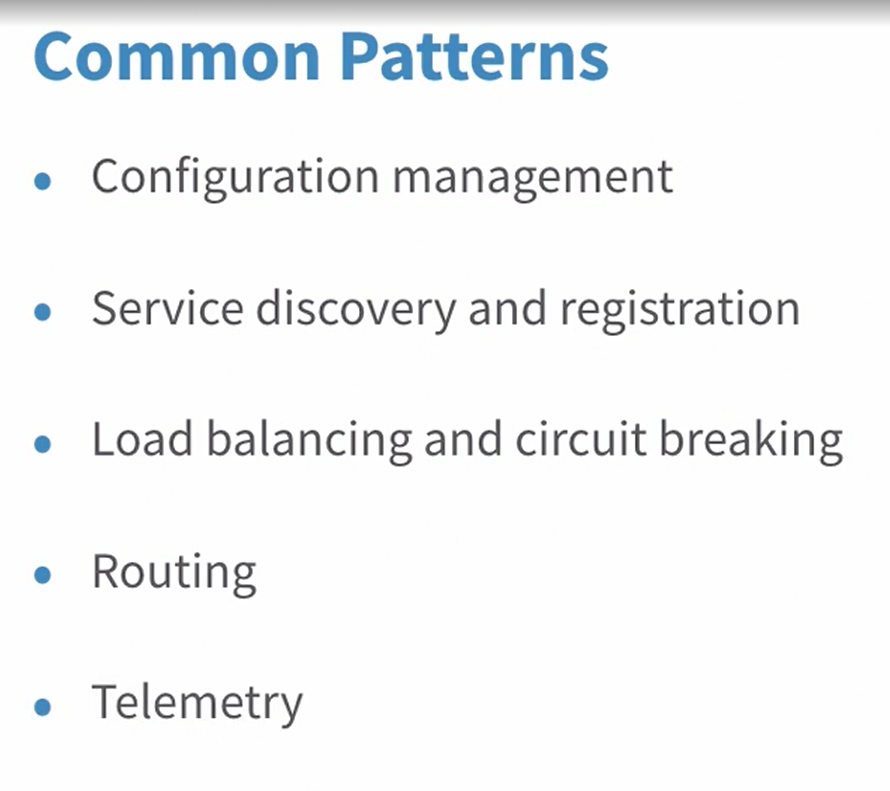 Common Patterns
Configuration management
Service discovery and registration
Load balancing and circuit breaking
Routing
Telemetry